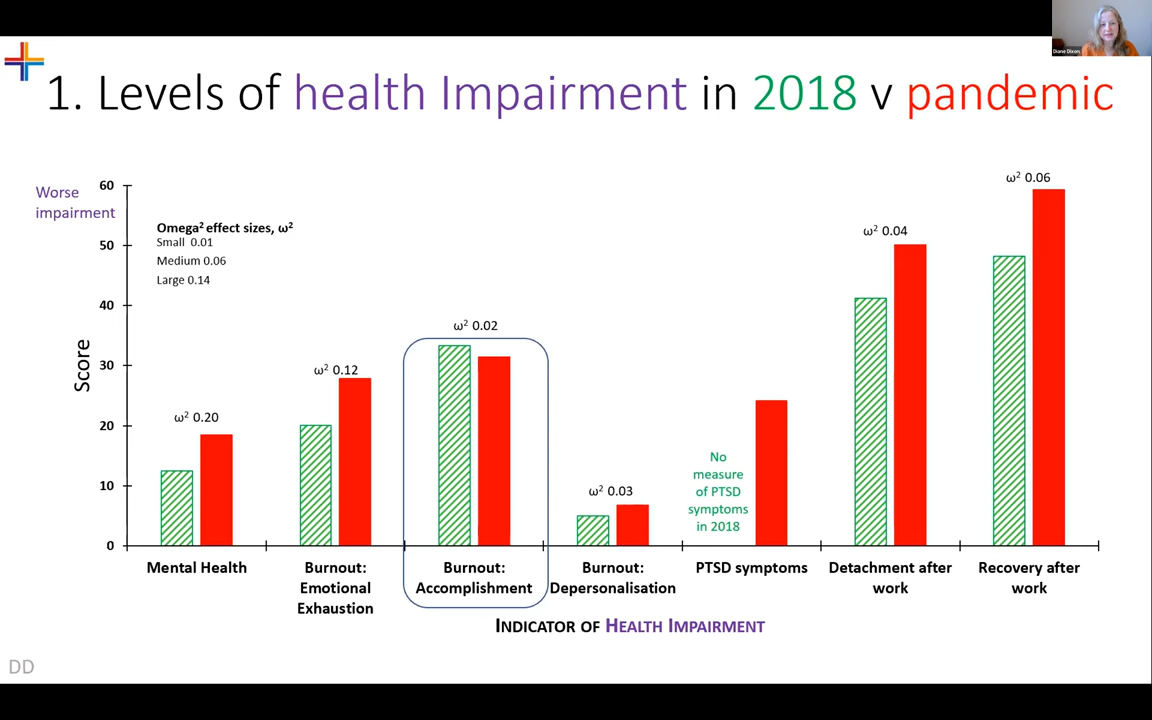 Diane Dixon
1. Levels of health Impairment in 2018 v pandemic
Worse
impairment
60
50
40
30
20
10
0
Score
Omega² effect sizes, ω²
Small 0.01
Medium 0.06
Large 0.14
ω² 0.20
ω² 0.12
ω² 0.02
ω² 0.03
No
measure
of PTSD
symptoms
in 2018
ω² 0.04
ω² 0.06
Mental Health
Burnout:
Emotional
Exhaustion
Burnout:
Accomplishment
Burnout:
Depersonalisation
PTSD symptoms
Detachment after
work
Recovery after
work
INDICATOR OF HEALTH IMPAIRMENT
DD